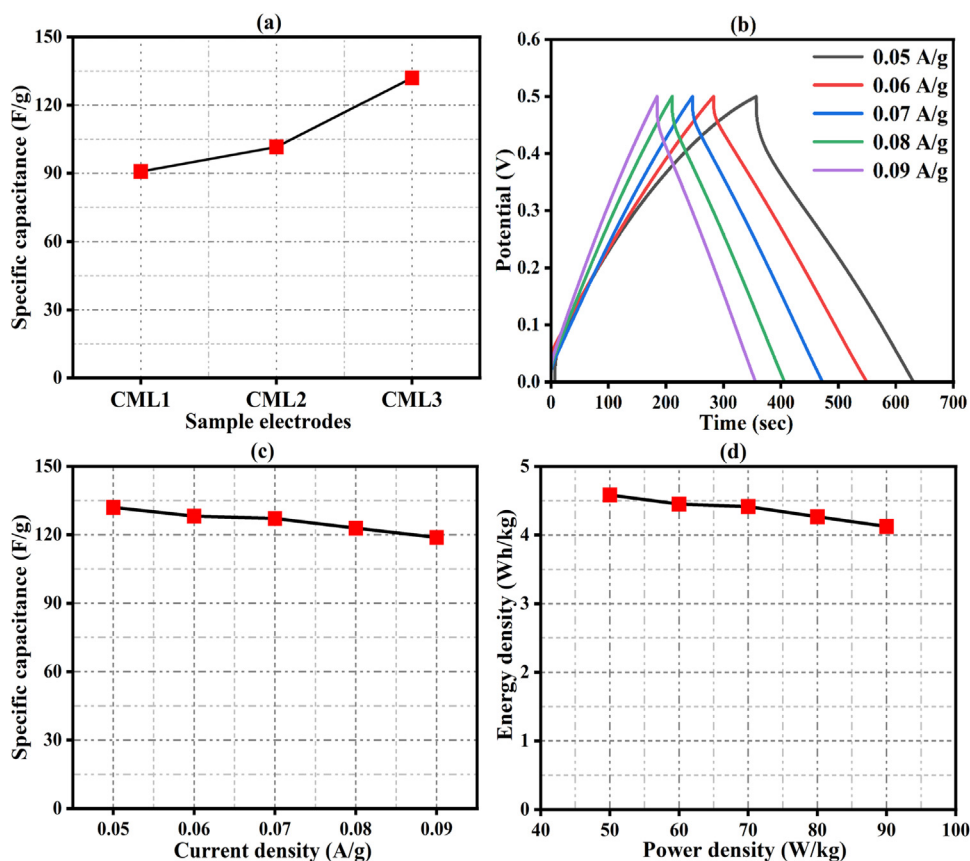 (a)
Specific capacitance (F/g)
150
120
90
60
30
0
CML1
CML2
CML3
Sample electrodes
(b)
Potential (V)
0.6
0.5
0.4
0.3
0.2
0.1
0.0
0.05 A/g
0.06 A/g
0.07 A/g
0.08 A/g
0.09 A/g
0
100
200
300
400
500
600
700
Time (sec)
(c)
Specific capacitance (F/g)
150
120
90
60
30
0
0.05
0.06
0.07
0.08
0.09
Current density (A/g)
(d)
Energy density (Wh/kg)
5
4
3
2
1
0
40
50
60
70
80
90
100
Power density (W/kg)